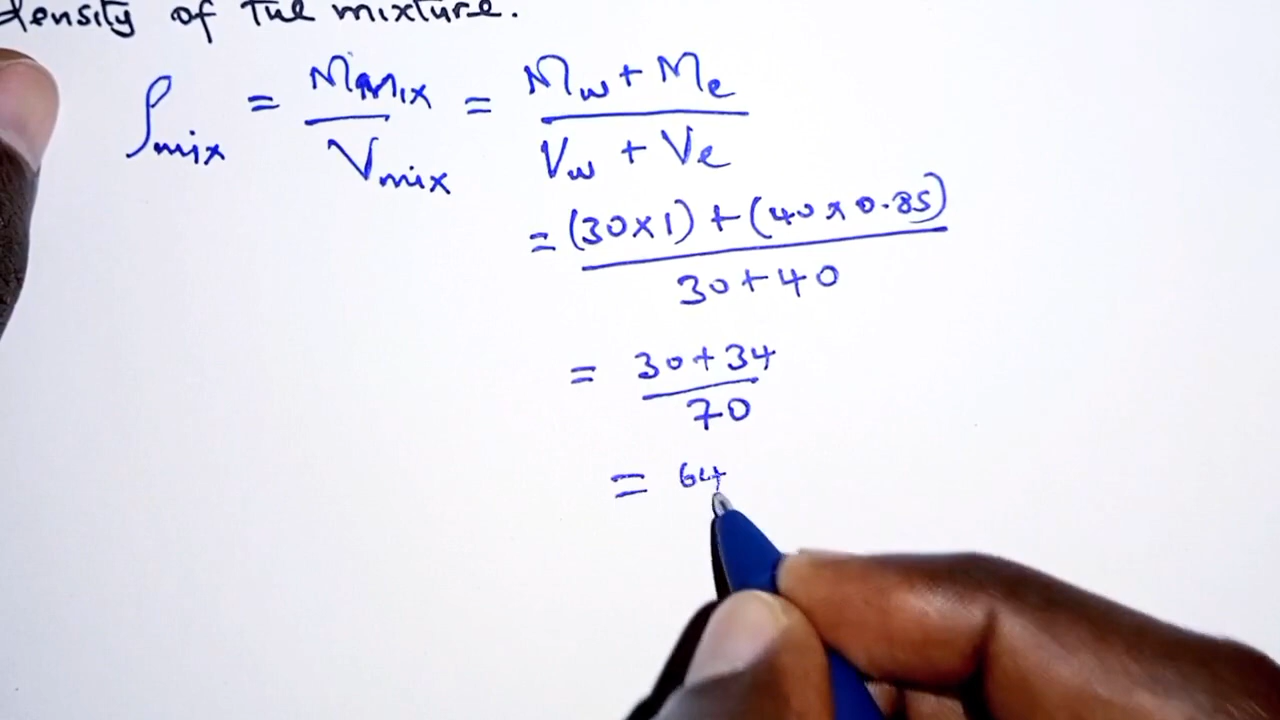 density of the mixture.
ρmix = Mmix / Vmix = Mw + Me / Vw + Ve
= (30×1) + (40×0.85) / 30+40
= 30+34 / 70
= 64